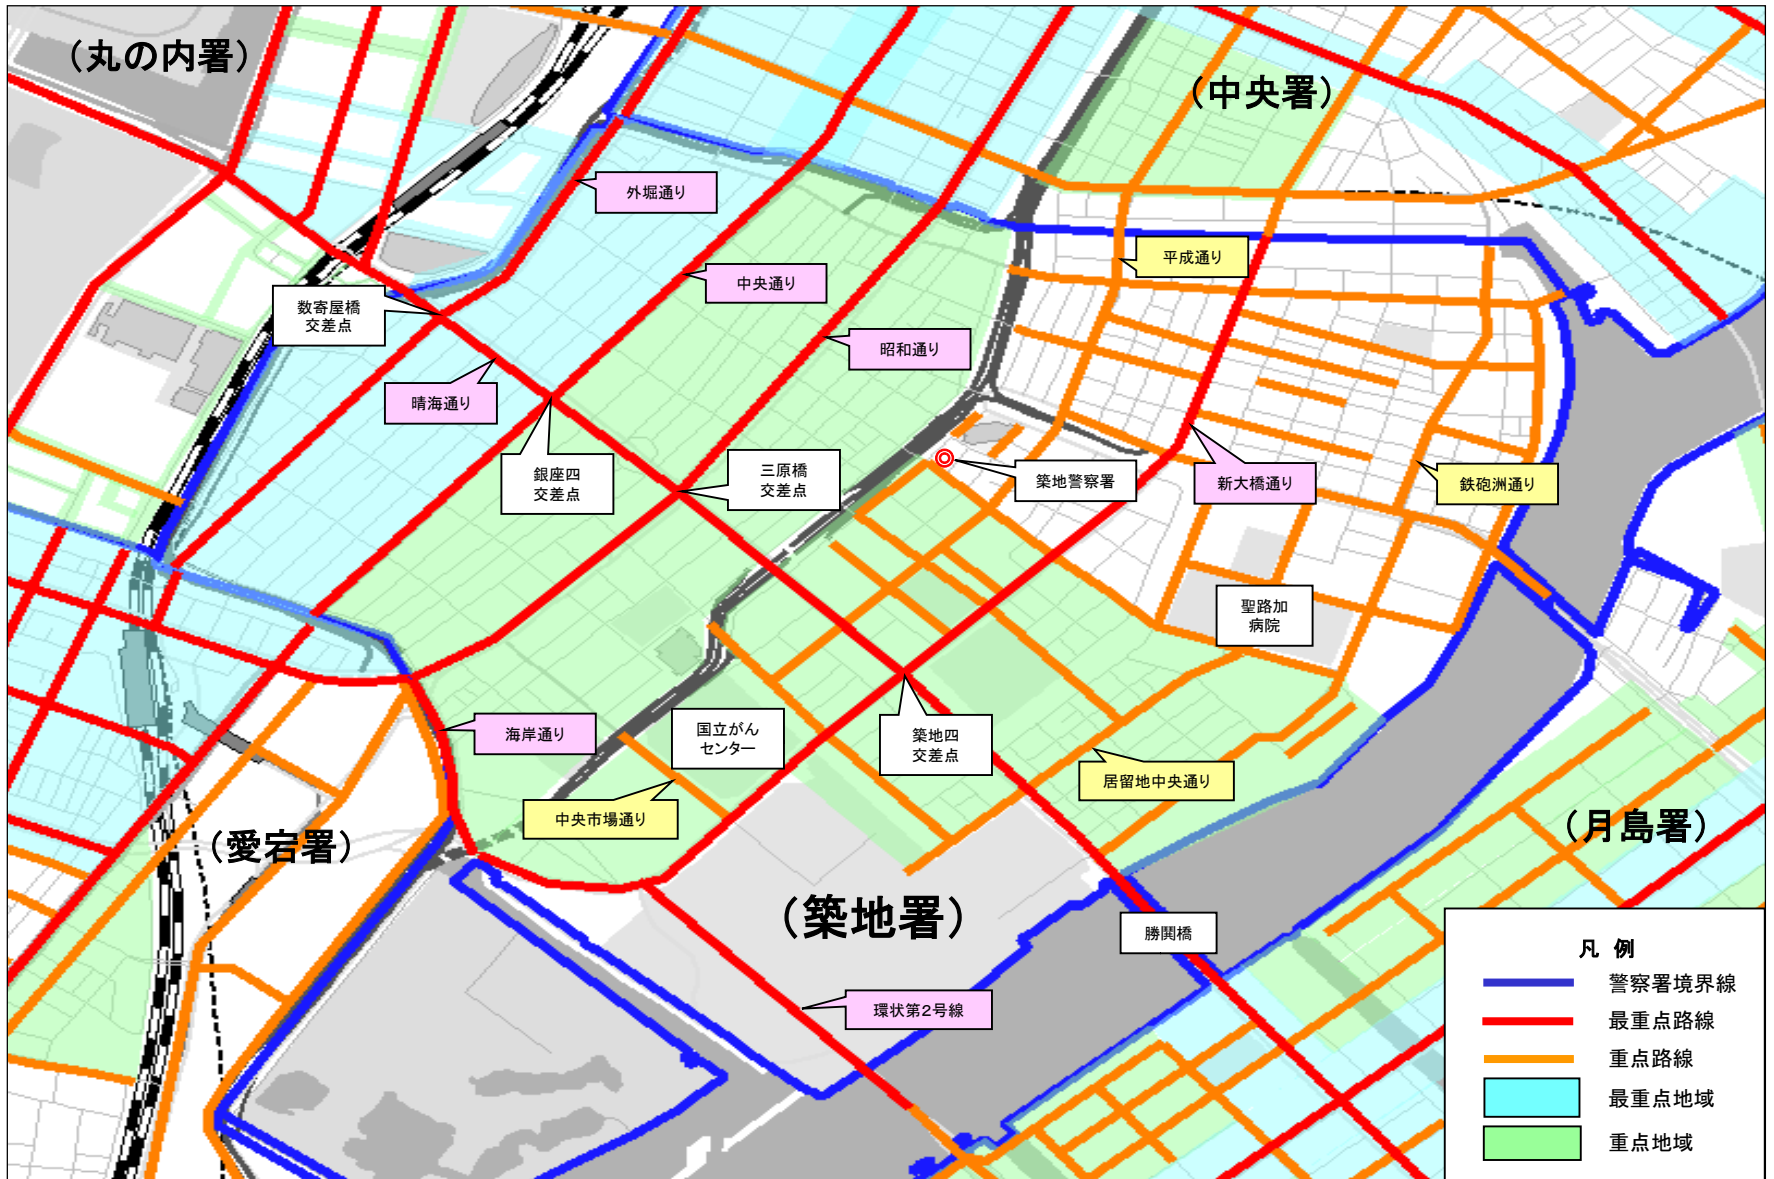 （丸の内署）
（中央署）
外堀通り
平成通り
中央通り
数寄屋橋
交差点
昭和通り
晴海通り
銀座四
交差点
三原橋
交差点
築地警察署
新大橋通り
鉄砲洲通り
聖路加
病院
海岸通り
国立がん
センター
築地四
交差点
居留地中央通り
中央市場通り
（愛宕署）
（月島署）
（築地署）
勝鬨橋
環状第2号線
凡 例
警察署境界線
最重点路線
重点路線
最重点地域
重点地域